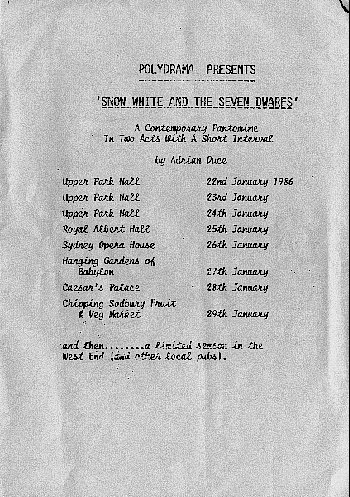 POLYDRAMA PRESENTS
'SNOW WHITE AND THE SEVEN DWARFS'
A Contemporary Pantomime
In Two Acts With A Short Interval
by Adrian Duce
Upper Park Hall 22nd January 1986
Upper Park Hall 23rd January
Upper Park Hall 24th January
Royal Albert Hall 25th January
Sydney Opera House 26th January
Hanging Gardens of
Babylon 27th January
Caesar's Palace 28th January
Chipping Sodbury Fruit
& Veg Market 29th January
and then........a limited season in the
West End (and other local pubs).